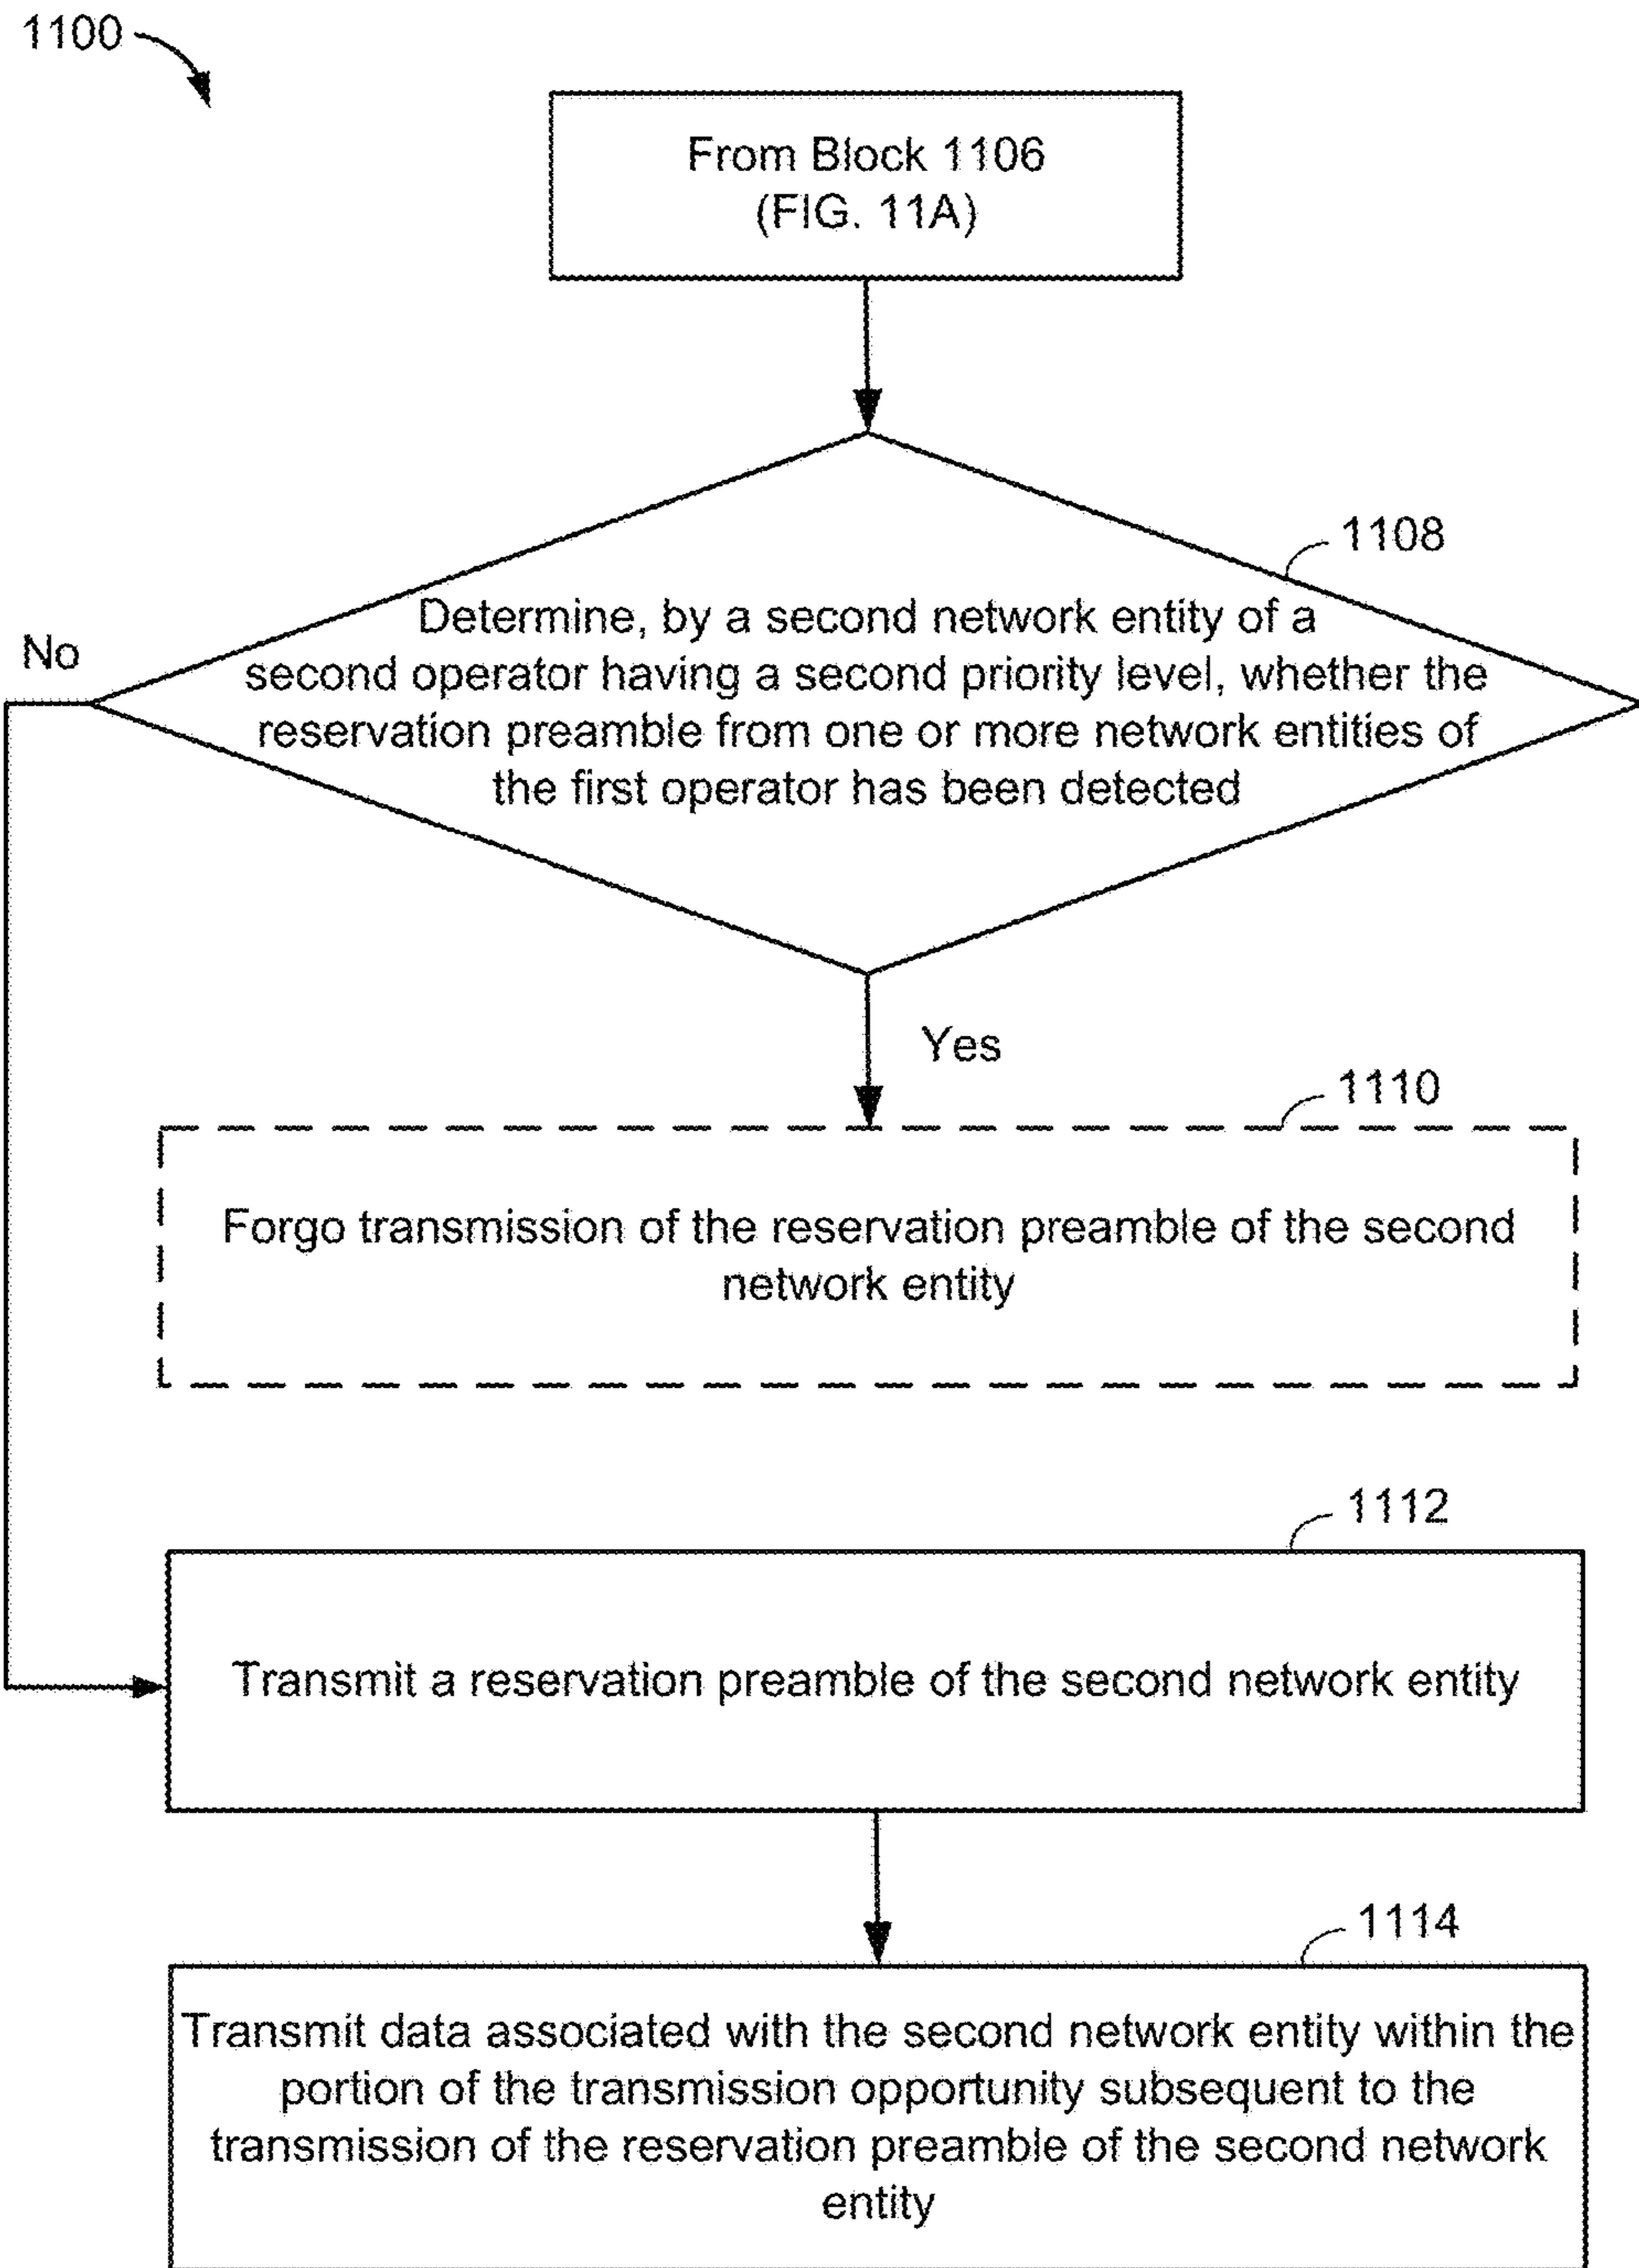 1100
From Block 1106
(FIG. 11A)
1108
Determine, by a second network entity of a
second operator having a second priority level, whether the
reservation preamble from one or more network entities of
the first operator has been detected
No
Yes
1110
Forgo transmission of the reservation preamble of the second
network entity
1112
Transmit a reservation preamble of the second network entity
1114
Transmit data associated with the second network entity within the
portion of the transmission opportunity subsequent to the
transmission of the reservation preamble of the second network
entity